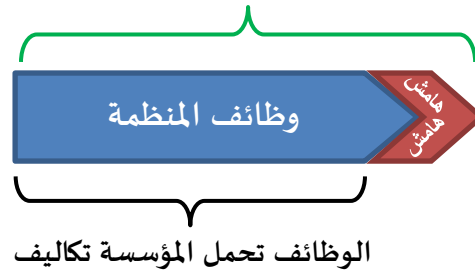 هامش
وظائف المنظمة
هامش
الوظائف تحمل المؤسسة تكاليف